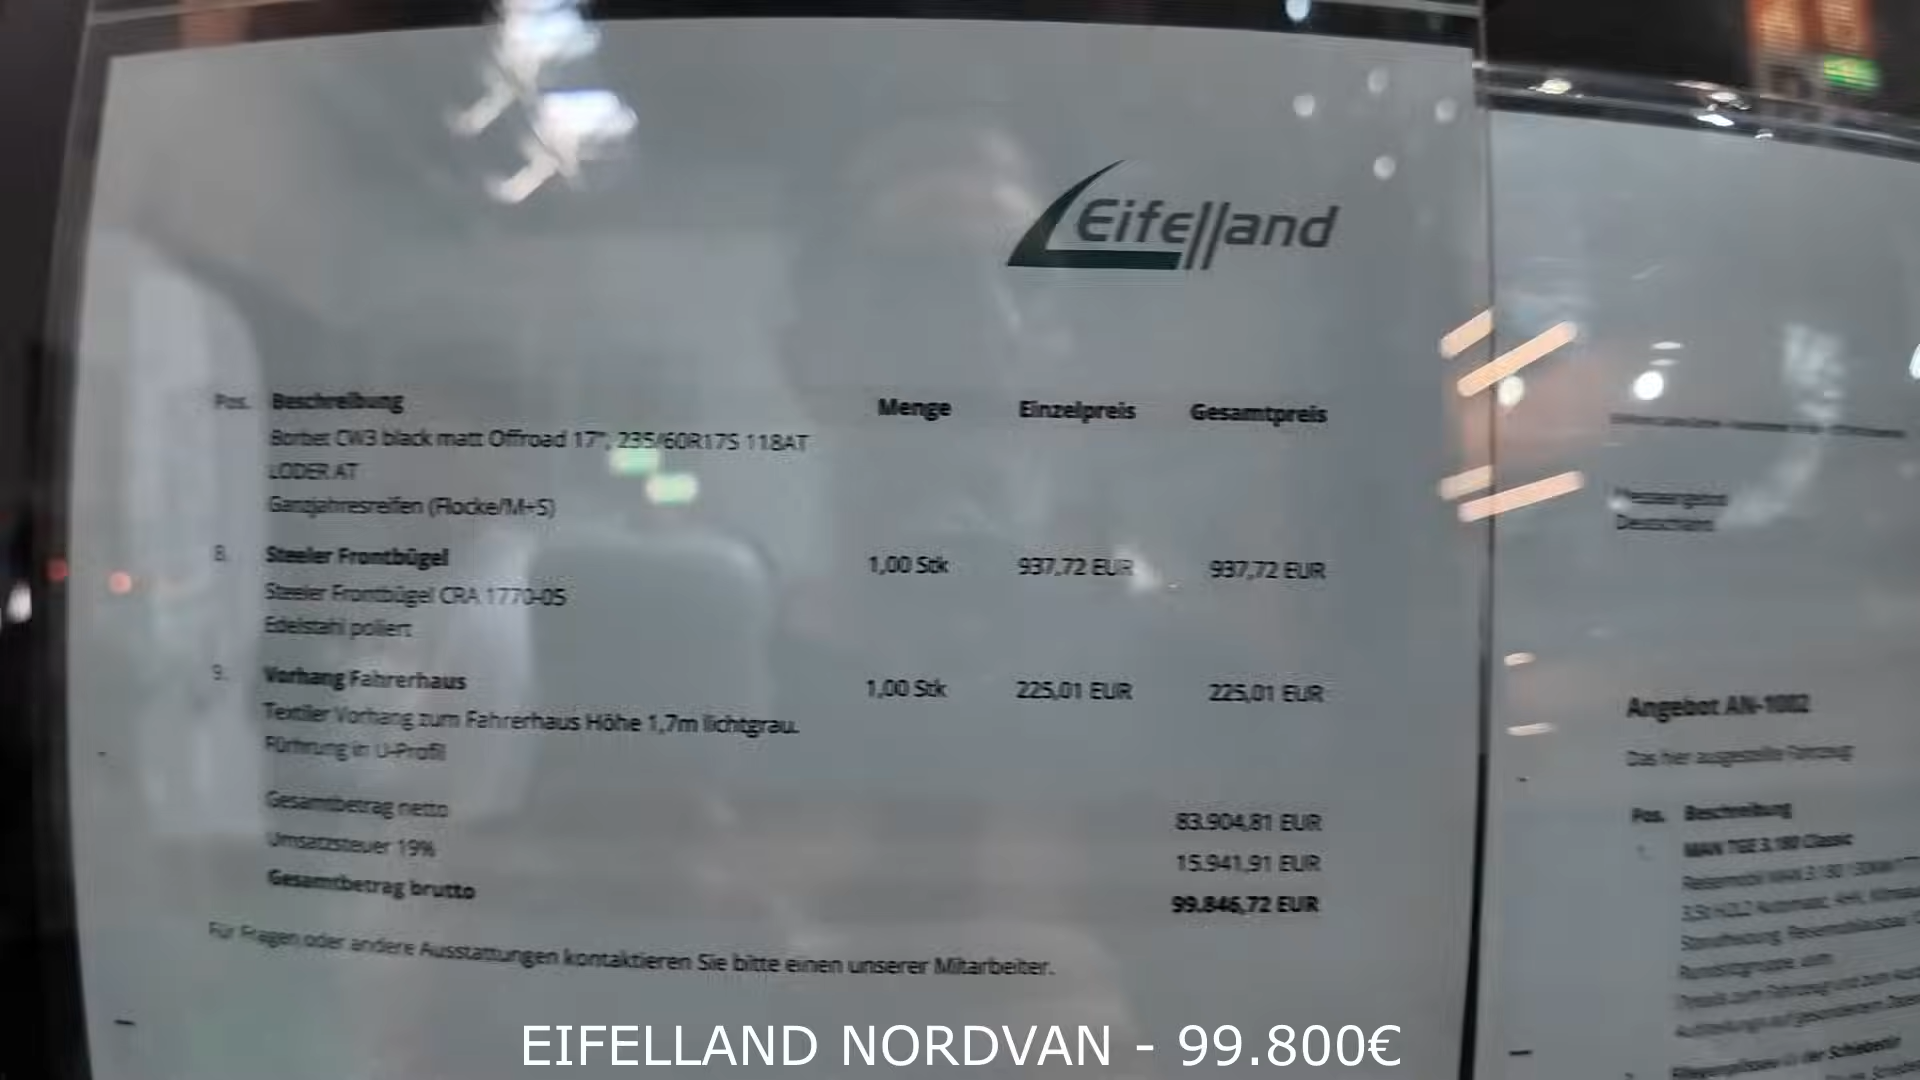 Eifelland
Pos. Beschreibung Menge Einzelpreis Gesamtpreis
Borbet CW3 black matt Offroad 17", 235/60R17S 118AT
LODER.AT
Ganzjahresreifen (Flocke/M+S)
8. Steeler Frontbügel 1,00 Stk 937,72 EUR 937,72 EUR
Steeler Frontbügel CRA 1770-05
Edelstahl poliert
9. Vorhang Fahrerhaus 1,00 Stk 225,01 EUR 225,01 EUR
Textiler Vorhang zum Fahrerhaus Höhe 1,7m lichtgrau.
Führung in U-Profil
Gesamtbetrag netto 83.904,81 EUR
Umsatzsteuer 19% 15.941,91 EUR
Gesamtbetrag brutto 99.846,72 EUR
Für Fragen oder andere Ausstattungen kontaktieren Sie bitte einen unserer Mitarbeiter.
Messeangebot
Deutschland
Angebot AN-1002
Das hier ausgestellte Fahrzeug
Pos. Beschreibung
MAN TGE 3.180 Classic
EIFELLAND NORDVAN - 99.800€